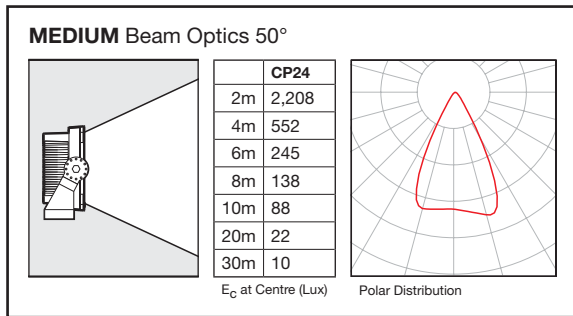 MEDIUM Beam Optics 50°
CP24
2m 2,208
4m 552
6m 245
8m 138
10m 88
20m 22
30m 10
EC at Centre (Lux)
Polar Distribution